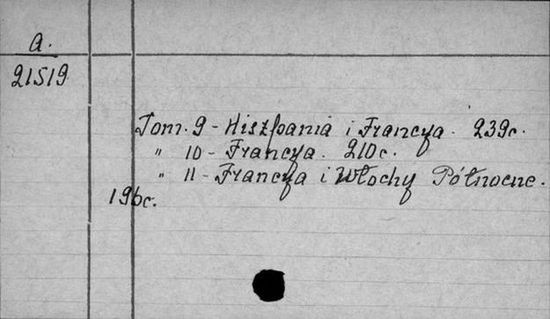 a.
21519
Tom. 9 - Hiszpania i Francya. 239c.
" 10 - Francya. 210c.
" 11 - Francya i Włochy Północne.
196c.